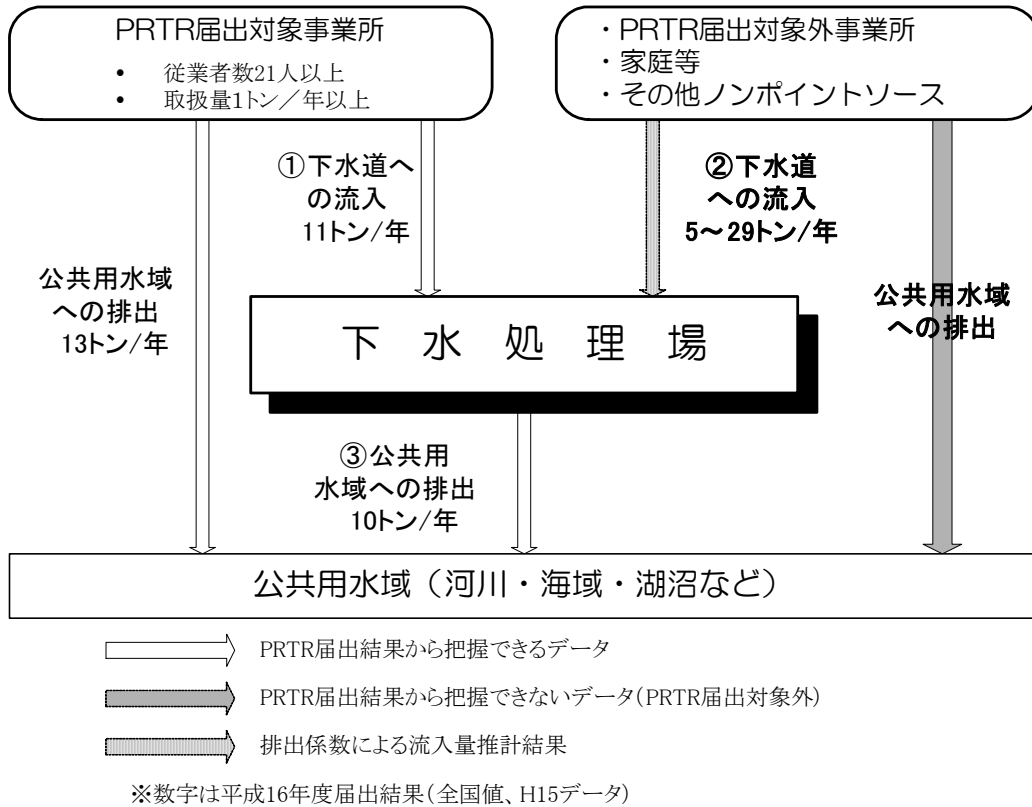 PRTR届出対象事業所
• 従業者数21人以上
• 取扱量1トン／年以上
・PRTR届出対象外事業所
・家庭等
・その他ノンポイントソース
①下水道へ
の流入
11トン/年
②下水道
への流入
5～29トン/年
公共用水域
への排出
13トン/年
公共用水域
への排出
下水処理場
③公共用
水域への排出
10トン/年
公共用水域（河川・海域・湖沼など）
PRTR届出結果から把握できるデータ
PRTR届出結果から把握できないデータ(PRTR届出対象外)
排出係数による流入量推計結果
※数字は平成16年度届出結果(全国値、H15データ)